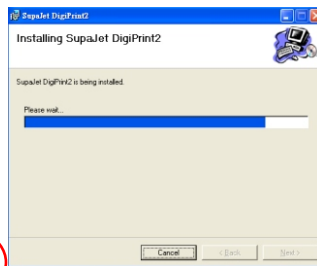 SupaJet DigiPrint2
Installing SupaJet DigiPrint2
SupaJet DigiPrint2 is being installed.
Please wait...
Cancel
< Back
Next >